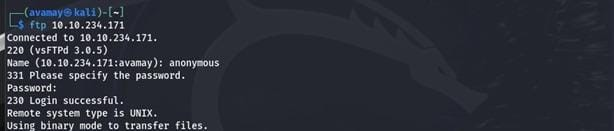 (avamay㉿kali)-[~]
$ ftp 10.10.234.171
Connected to 10.10.234.171.
220 (vsFTPd 3.0.5)
Name (10.10.234.171:avamay): anonymous
331 Please specify the password.
Password:
230 Login successful.
Remote system type is UNIX.
Using binary mode to transfer files.